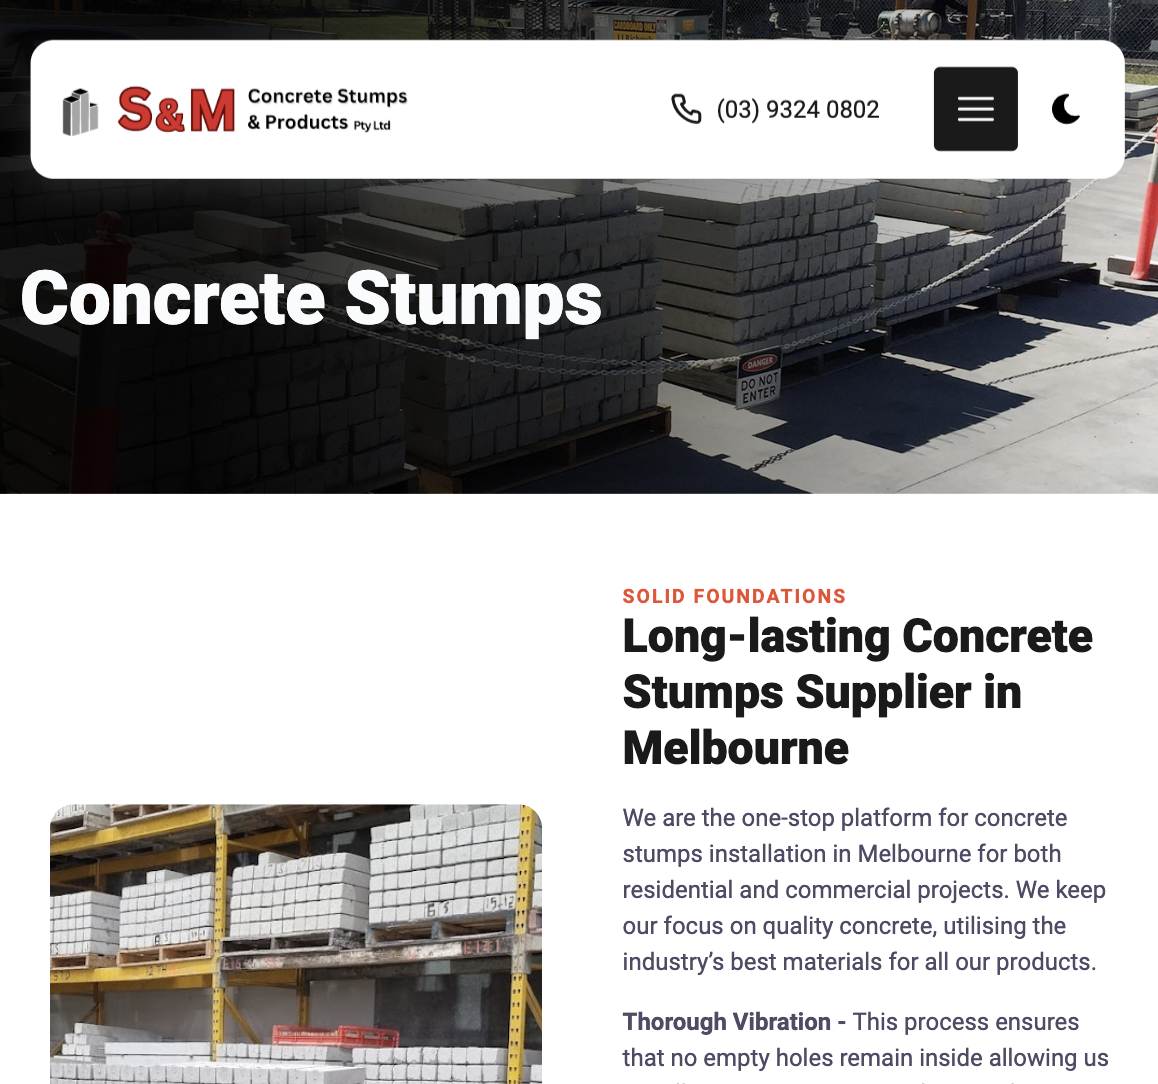 CARDBOARD ONLY
S&M Concrete Stumps
& Products Pty Ltd
(03) 9324 0802
Concrete Stumps
DANGER
DO NOT
ENTER
SOLID FOUNDATIONS
Long-lasting Concrete
Stumps Supplier in
Melbourne
We are the one-stop platform for concrete
stumps installation in Melbourne for both
residential and commercial projects. We keep
our focus on quality concrete, utilising the
industry’s best materials for all our products.
Thorough Vibration - This process ensures
that no empty holes remain inside allowing us